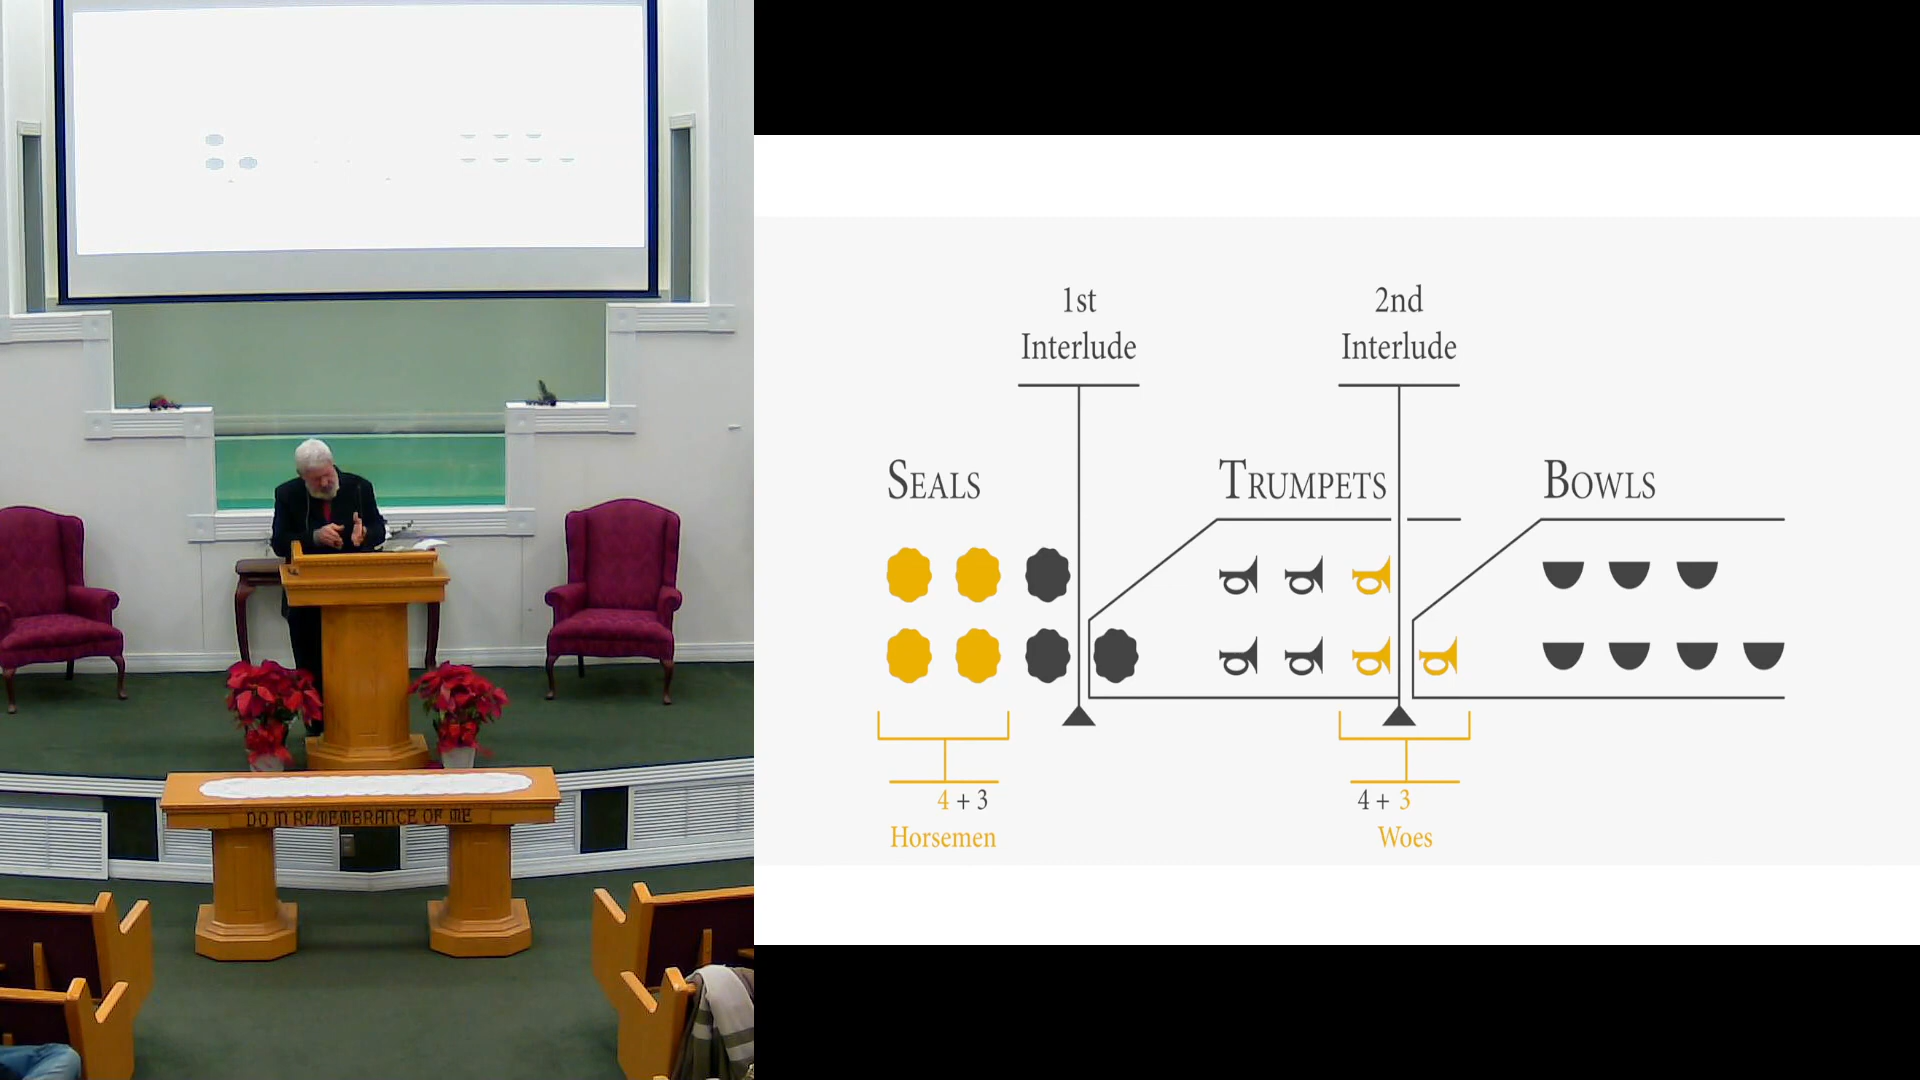 1st
Interlude
2nd
Interlude
SEALS
TRUMPETS
BOWLS
4 + 3
Horsemen
4 + 3
Woes
DO IN REMEMBRANCE OF ME